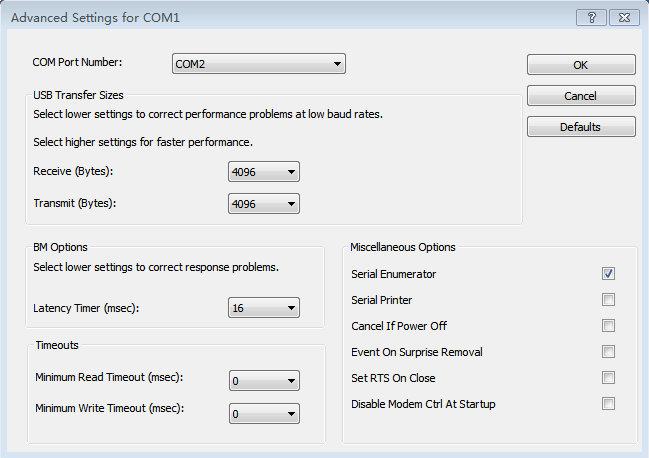 Advanced Settings for COM1
?
COM Port Number:
COM2
OK
Cancel
Defaults
USB Transfer Sizes
Select lower settings to correct performance problems at low baud rates.
Select higher settings for faster performance.
Receive (Bytes):
4096
Transmit (Bytes):
4096
BM Options
Select lower settings to correct response problems.
Latency Timer (msec):
16
Timeouts
Minimum Read Timeout (msec):
0
Minimum Write Timeout (msec):
0
Miscellaneous Options
Serial Enumerator
Serial Printer
Cancel If Power Off
Event On Surprise Removal
Set RTS On Close
Disable Modem Ctrl At Startup